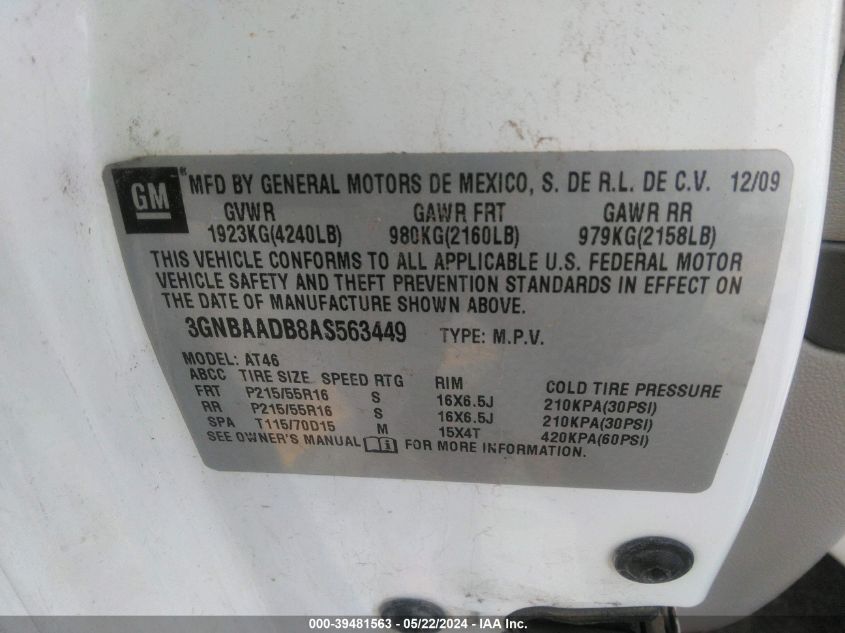 GM® MFD BY GENERAL MOTORS DE MEXICO, S. DE R.L. DE C.V. 12/09
GVWR GAWR FRT GAWR RR
1923KG(4240LB) 980KG(2160LB) 979KG(2158LB)
THIS VEHICLE CONFORMS TO ALL APPLICABLE U.S. FEDERAL MOTOR
VEHICLE SAFETY AND THEFT PREVENTION STANDARDS IN EFFECT ON
THE DATE OF MANUFACTURE SHOWN ABOVE.
3GNBAADB8AS563449 TYPE: M.P.V.
MODEL: AT46
ABCC TIRE SIZE SPEED RTG RIM COLD TIRE PRESSURE
FRT P215/55R16 S 16X6.5J 210KPA(30PSI)
RR P215/55R16 S 16X6.5J 210KPA(30PSI)
SPA T115/70D15 M 15X4T 420KPA(60PSI)
SEE OWNER'S MANUAL FOR MORE INFORMATION.
000-39481563 - 05/22/2024 - IAA Inc.